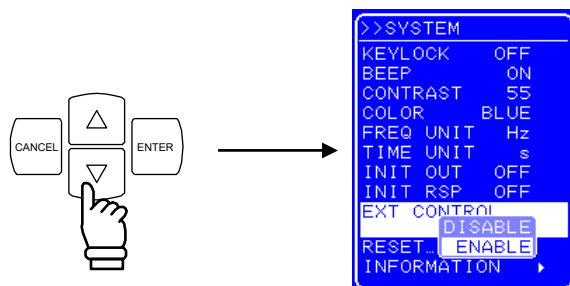 CANCEL
ENTER
>>SYSTEM
KEYLOCK OFF
BEEP ON
CONTRAST 55
COLOR BLUE
FREQ UNIT Hz
TIME UNIT s
INIT OUT OFF
INIT RSP OFF
EXT CONTROL
DISABLE
RESET… ENABLE
INFORMATION